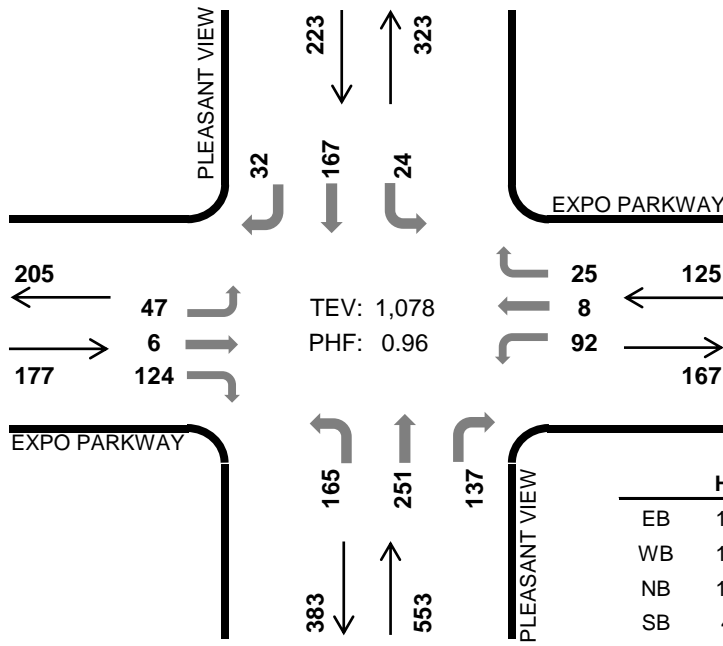 223
323
PLEASANT VIEW
32
167
24
EXPO PARKWAY
205
25
125
47
TEV: 1,078
8
6
PHF: 0.96
92
177
124
167
EXPO PARKWAY
165
251
137
PLEASANT VIEW
EB
WB
NB
SB
383
553